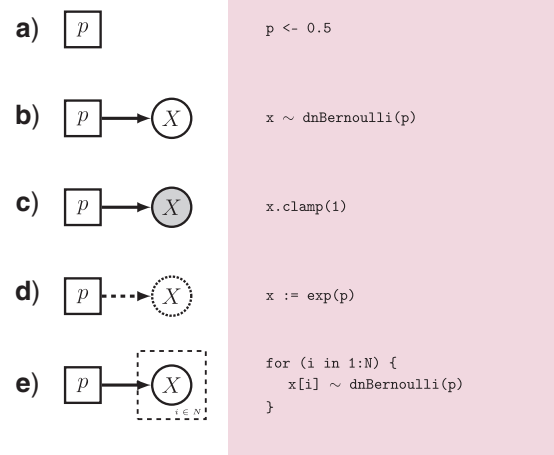 a) p p <- 0.5
b) p X x ∼ dnBernoulli(p)
c) p X x.clamp(1)
d) p X x := exp(p)
e) p X i ∈ N
for (i in 1:N) {
x[i] ∼ dnBernoulli(p)
}